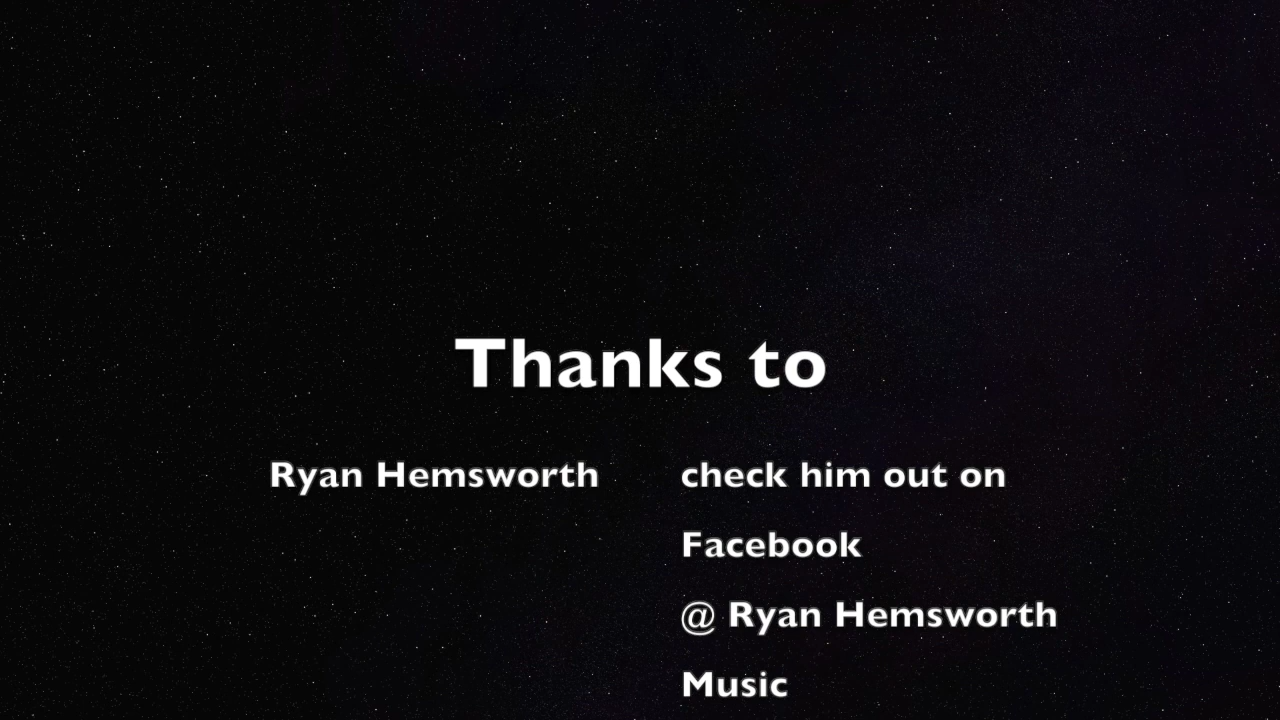 Thanks to
Ryan Hemsworth
check him out on
Facebook
@ Ryan Hemsworth
Music